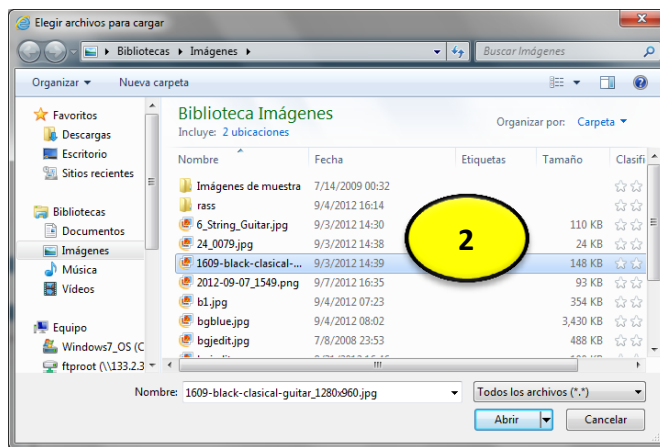 Elegir archivos para cargar
Bibliotecas ▸ Imágenes ▸
Buscar Imágenes
Organizar
Nueva carpeta
Favoritos
Descargas
Escritorio
Sitios recientes
Bibliotecas
Documentos
Imágenes
Música
Vídeos
Equipo
Windows7_OS (C
ftproot (\\133.2.3
Biblioteca Imágenes
Incluye: 2 ubicaciones
Organizar por: Carpeta
Nombre Fecha Etiquetas Tamaño Clasifi
Imágenes de muestra 7/14/2009 00:32
rass 9/4/2012 16:14
6_String_Guitar.jpg 9/3/2012 14:30 110 KB
24_0079.jpg 9/3/2012 14:38 24 KB
1609-black-clasical-... 9/3/2012 14:39 148 KB
2012-09-07_1549.png 9/7/2012 16:35 93 KB
b1.jpg 9/4/2012 07:23 354 KB
bgblue.jpg 9/4/2012 08:02 3,430 KB
bgjedit.jpg 7/8/2008 23:53 488 KB
2
Nombre: 1609-black-clasical-guitar_1280x960.jpg
Todos los archivos (*.*)
Abrir
Cancelar